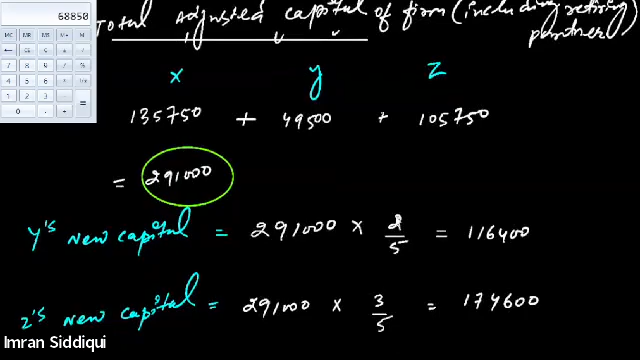 68850
Total adjusted capital of firm (including retiring partner)
x y z
135750 + 49500 + 105750
= 291000
y's new capital = 291000 × 2/5 = 116400
z's new capital = 291000 × 3/5 = 174600
Imran Siddiqui